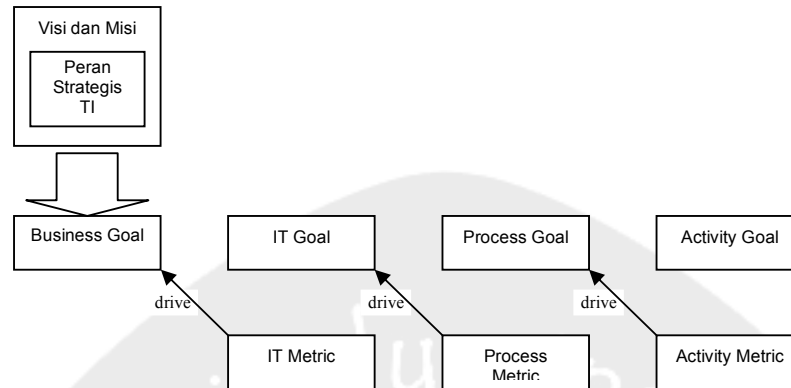 Visi dan Misi
Peran
Strategis
TI
Business Goal
IT Goal
Process Goal
Activity Goal
drive
drive
drive
IT Metric
Process
Metric
Activity Metric